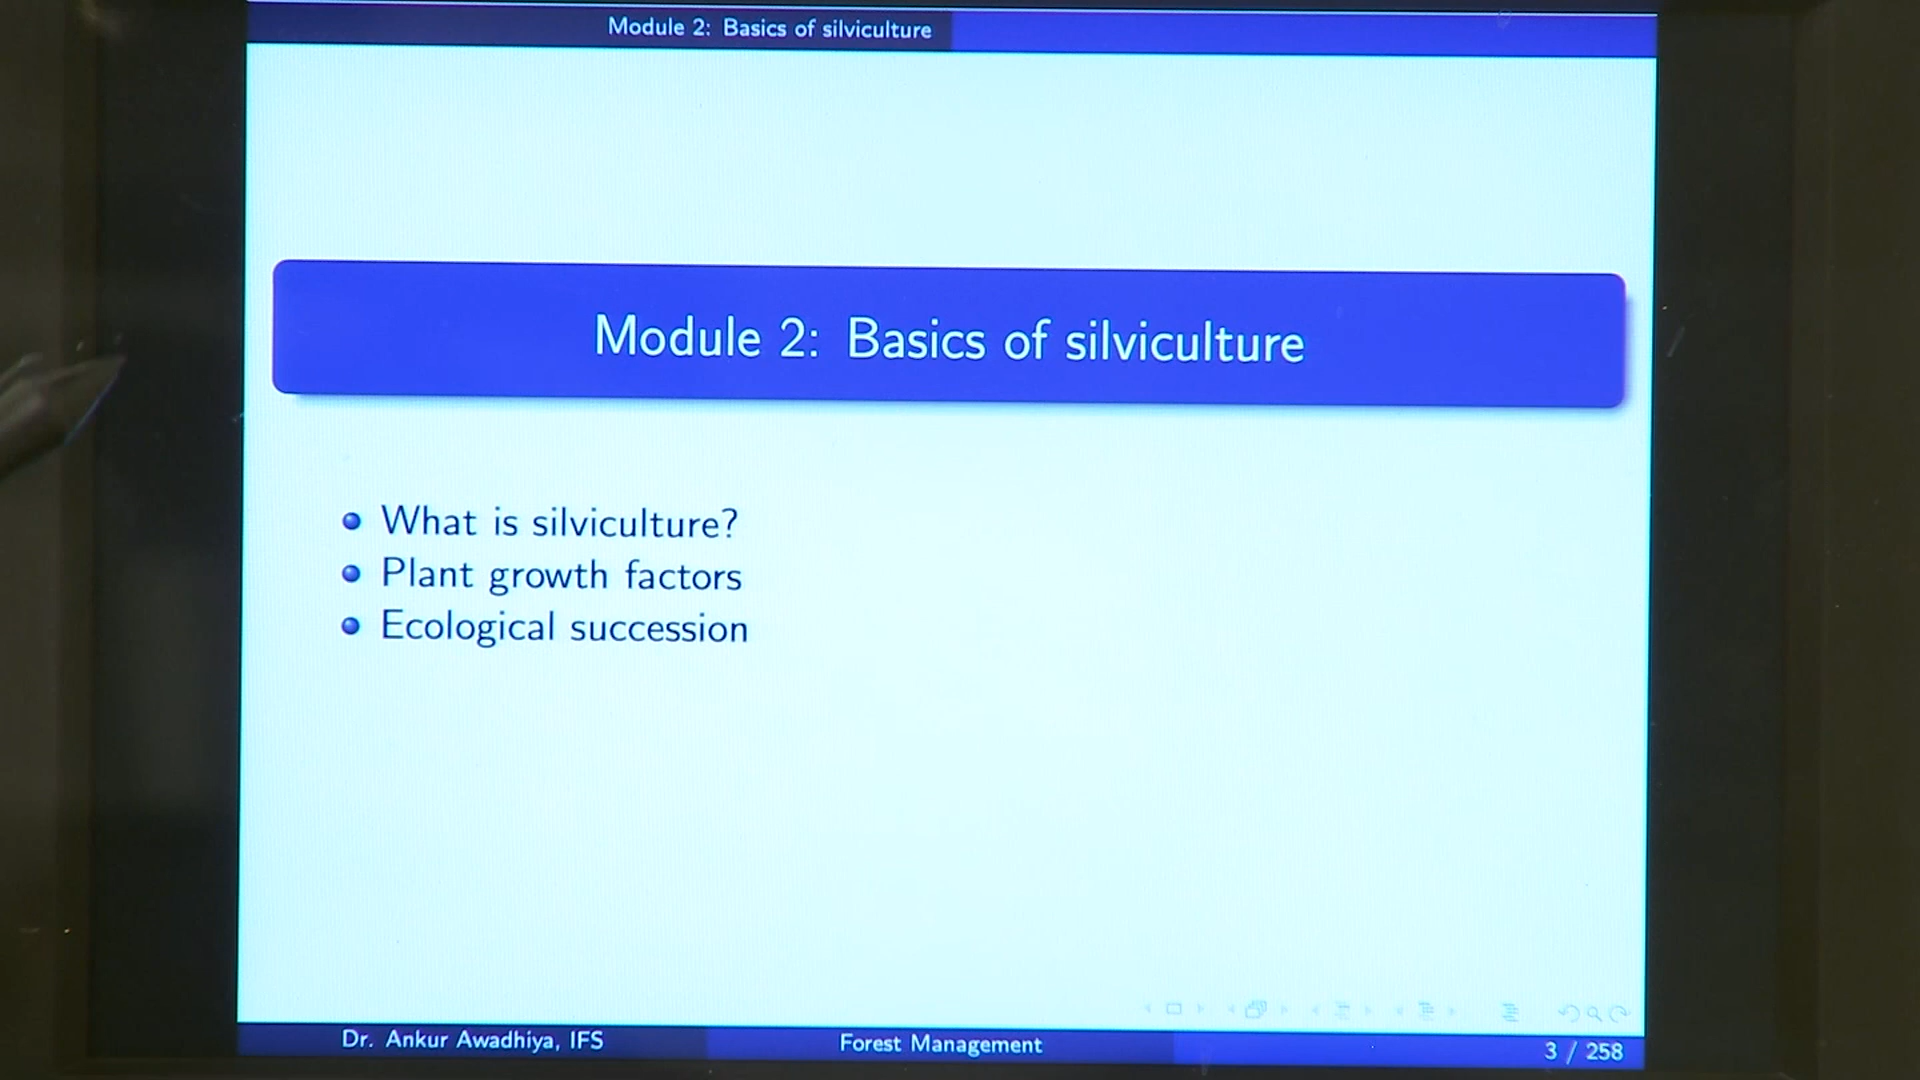 Module 2: Basics of silviculture
Module 2: Basics of silviculture
What is silviculture?
Plant growth factors
Ecological succession
Dr. Ankur Awadhiya, IFS
Forest Management
3 / 258